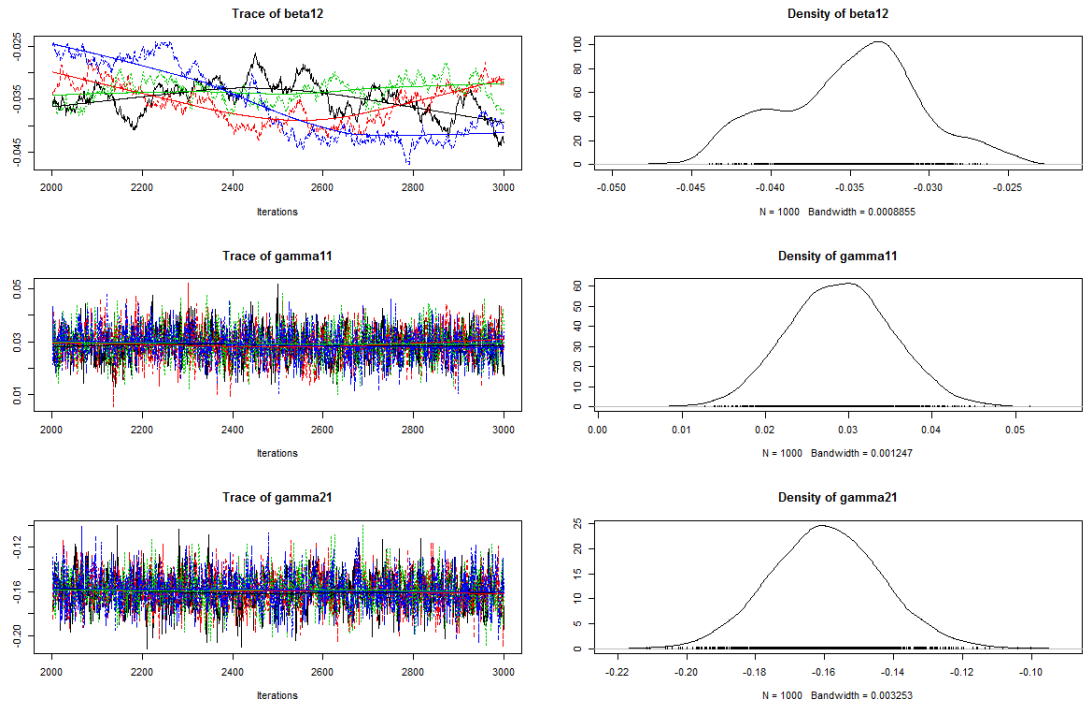 Trace of beta12
-0.025
-0.035
-0.045
2000 2200 2400 2600 2800 3000
Iterations
Density of beta12
100
80
60
40
20
0
-0.050 -0.045 -0.040 -0.035 -0.030 -0.025
N = 1000 Bandwidth = 0.0008855
Trace of gamma11
0.05
0.03
0.01
2000 2200 2400 2600 2800 3000
Iterations
Density of gamma11
60
50
40
30
20
10
0
0.00 0.01 0.02 0.03 0.04 0.05
N = 1000 Bandwidth = 0.001247
Trace of gamma21
-0.12
-0.16
-0.20
2000 2200 2400 2600 2800 3000
Iterations
Density of gamma21
25
20
15
10
5
0
-0.22 -0.20 -0.18 -0.16 -0.14 -0.12 -0.10
N = 1000 Bandwidth = 0.003253